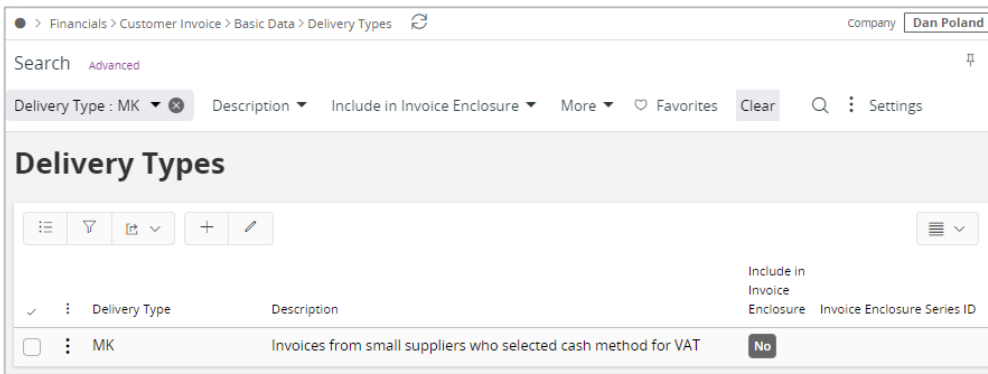 > Financials > Customer Invoice > Basic Data > Delivery Types Company Dan Poland
Search Advanced
Delivery Type : MK Description Include in Invoice Enclosure More Favorites Clear Settings
Delivery Types
Include in
Invoice
Delivery Type Description Enclosure Invoice Enclosure Series ID
MK Invoices from small suppliers who selected cash method for VAT No